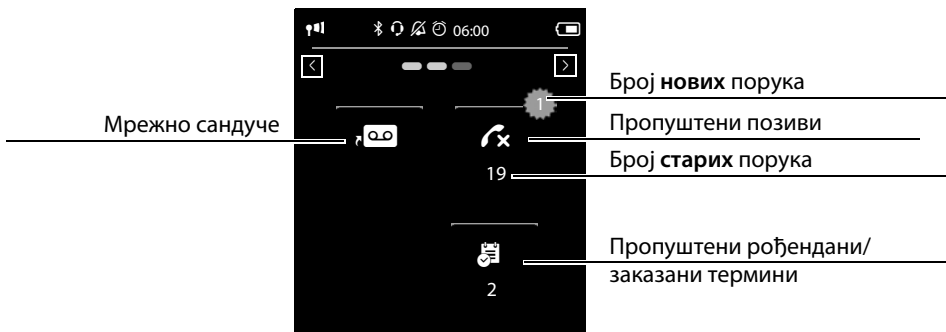 06:00
Број нових порука
1
Мрежно сандуче
Пропуштени позиви
19
Број старих порука
Пропуштени рођендани/
заказани термини
2